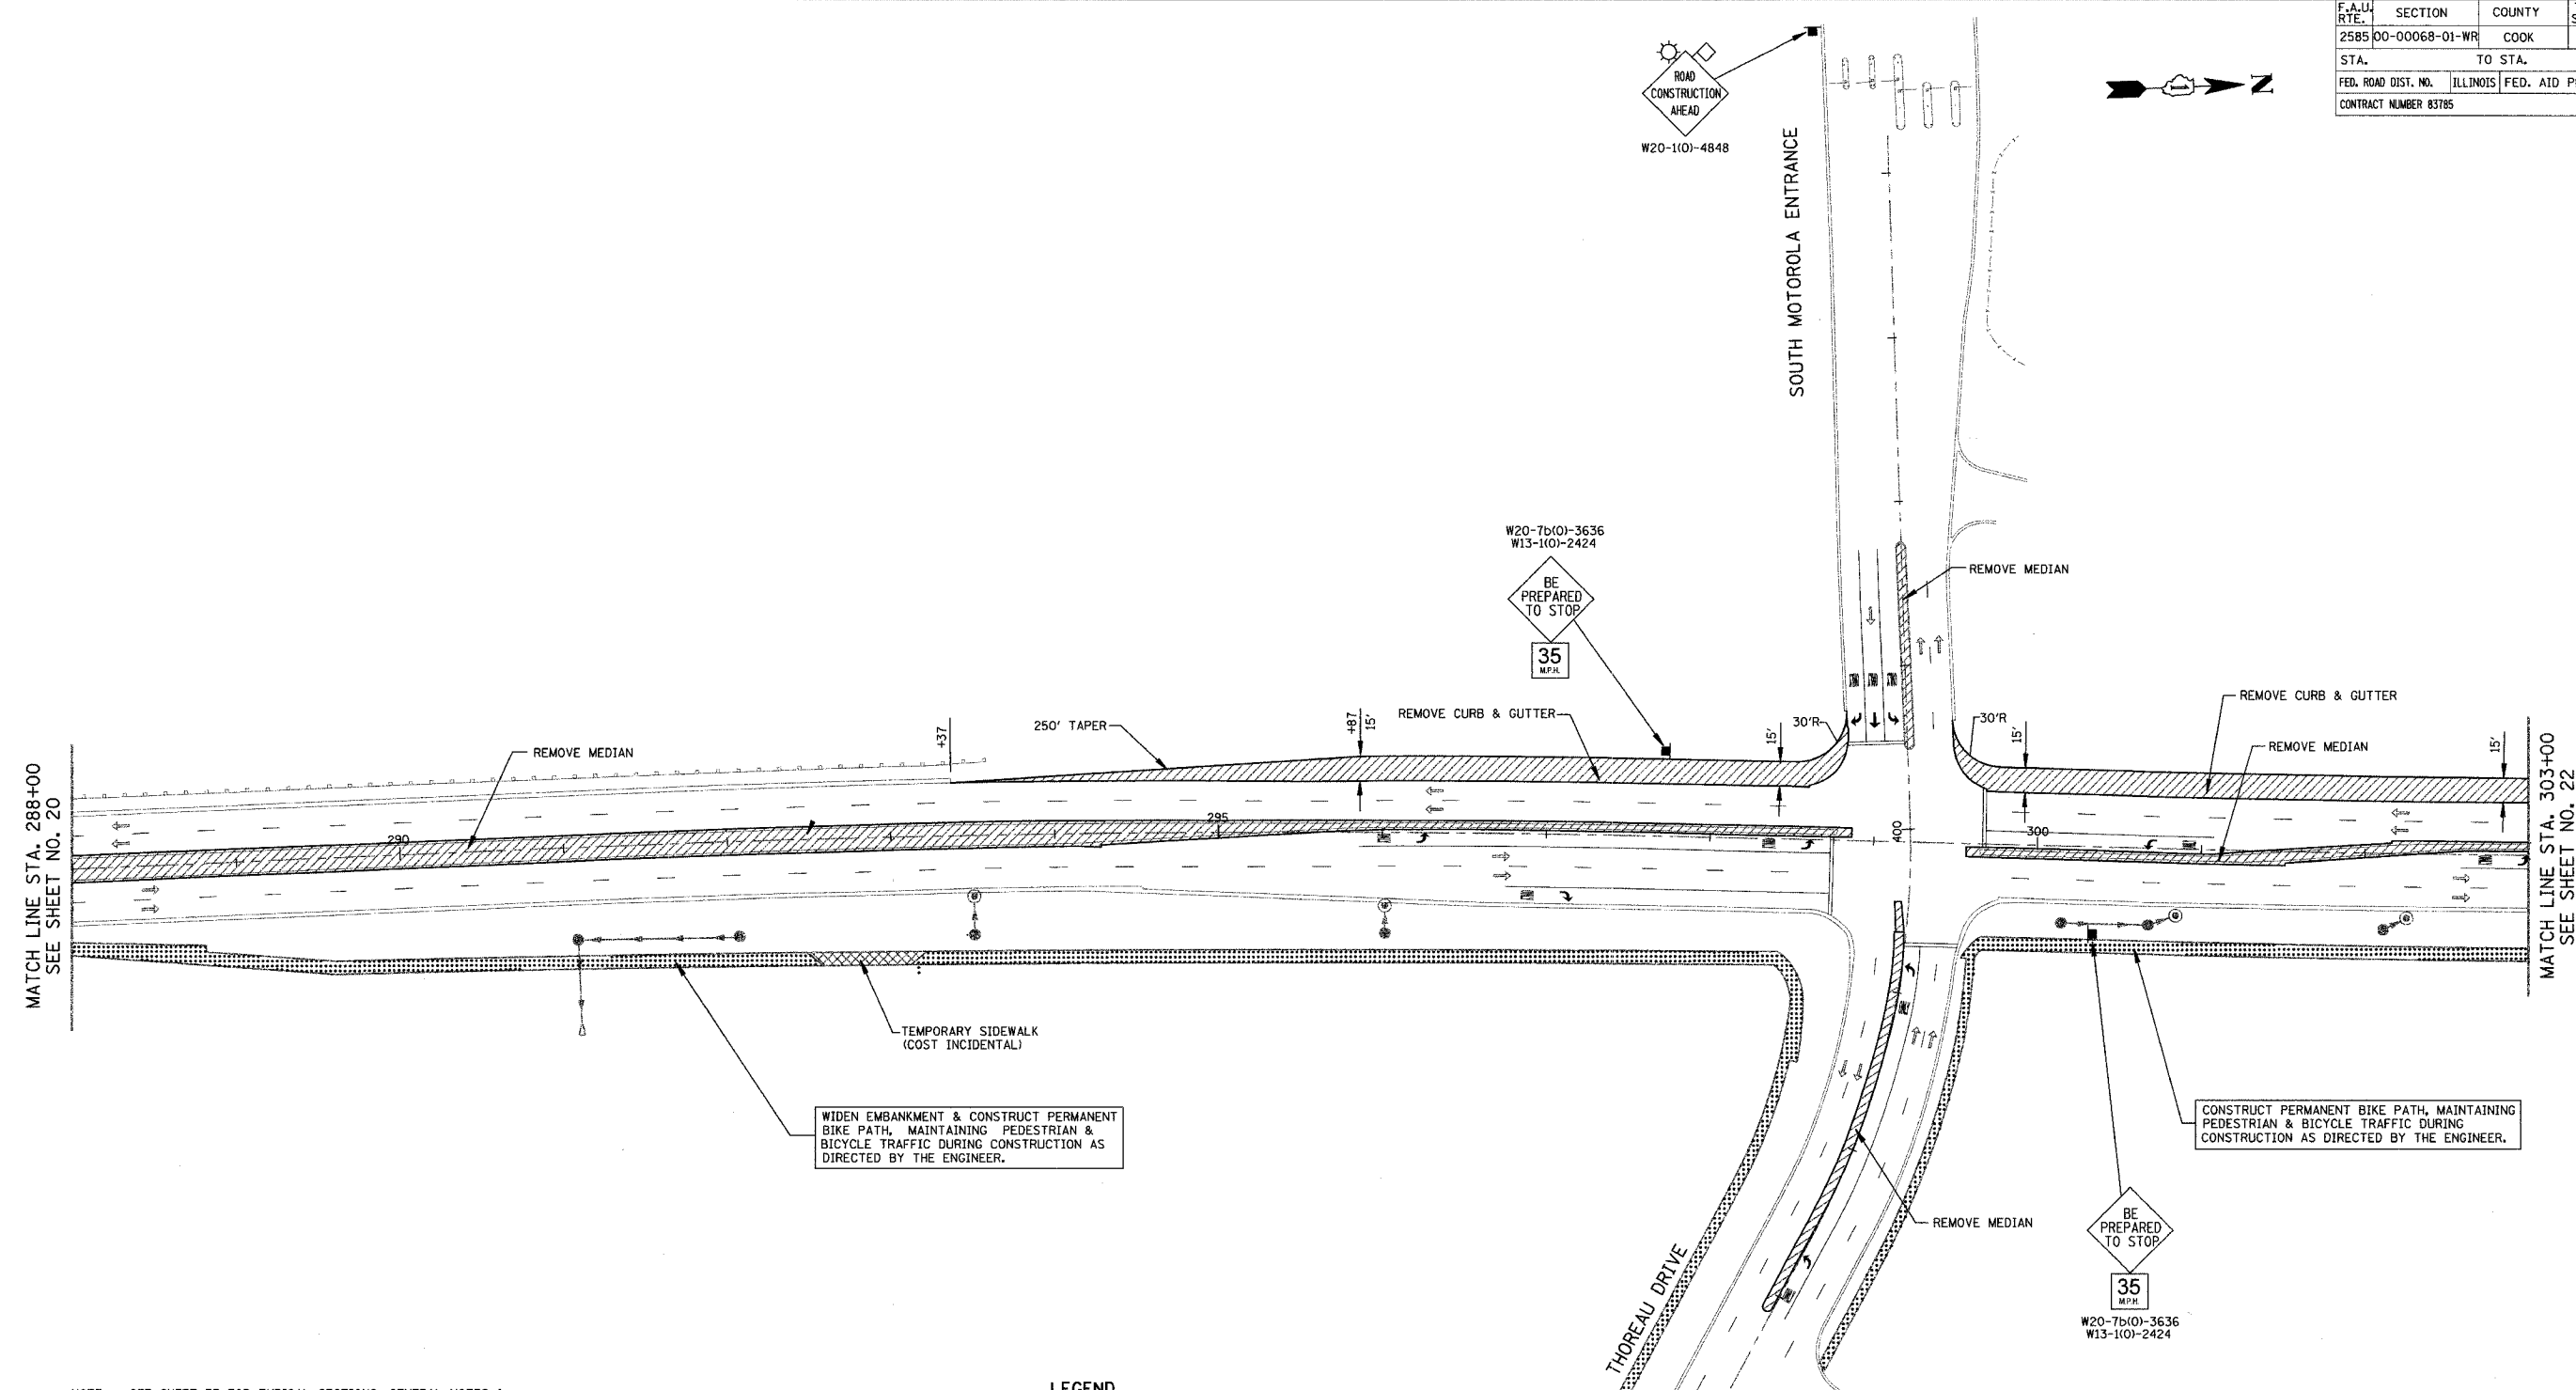 F.A.U. RTE. SECTION COUNTY
2585 00-00068-01-WR COOK
STA. TO STA.
FED. ROAD DIST. NO. ILLINOIS FED. AID
CONTRACT NUMBER 83785
N
ROAD
CONSTRUCTION
AHEAD
W20-1(O)-4848
SOUTH MOTOROLA ENTRANCE
W20-7b(O)-3636
W13-1(O)-2424
BE
PREPARED
TO STOP
35
M.P.H.
REMOVE MEDIAN
REMOVE CURB & GUTTER
30'R
30'R
15'
REMOVE CURB & GUTTER
REMOVE MEDIAN
15'
+37
250' TAPER
+87
15'
15'
REMOVE MEDIAN
MATCH LINE STA. 288+00
SEE SHEET NO. 20
290
295
400
300
MATCH LINE STA. 303+00
SEE SHEET NO. 22
TEMPORARY SIDEWALK
(COST INCIDENTAL)
WIDEN EMBANKMENT & CONSTRUCT PERMANENT
BIKE PATH, MAINTAINING PEDESTRIAN &
BICYCLE TRAFFIC DURING CONSTRUCTION AS
DIRECTED BY THE ENGINEER.
CONSTRUCT PERMANENT BIKE PATH, MAINTAINING
PEDESTRIAN & BICYCLE TRAFFIC DURING
CONSTRUCTION AS DIRECTED BY THE ENGINEER.
REMOVE MEDIAN
BE
PREPARED
TO STOP
35
M.P.H.
W20-7b(O)-3636
W13-1(O)-2424
THOREAU DRIVE
LEGEND